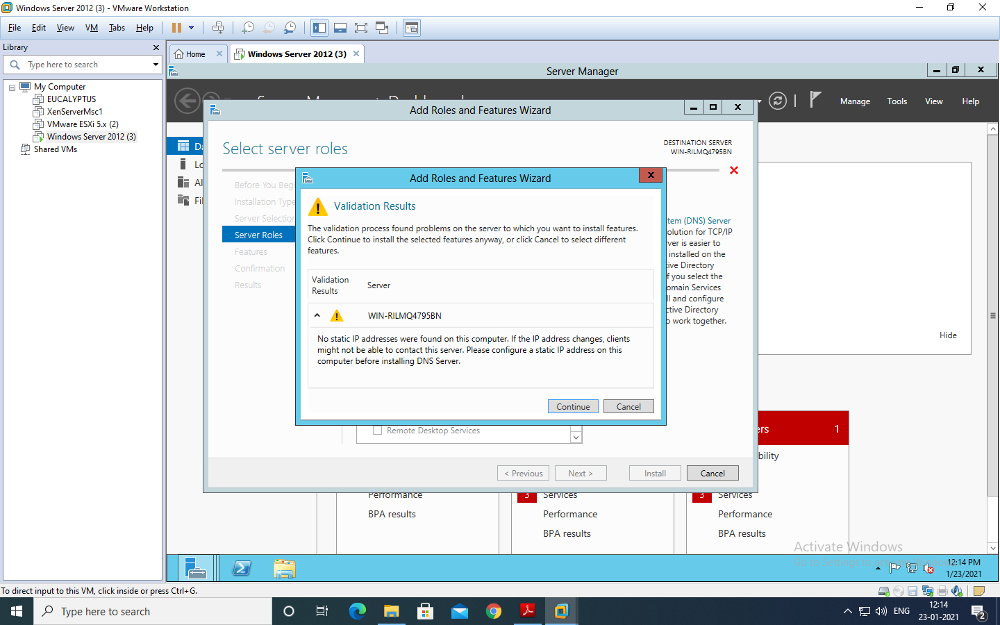 Windows Server 2012 (3) - VMware Workstation
File Edit View VM Tabs Help
Library
Type here to search
My Computer
EUCALYPTUS
XenServerMsc1
VMware ESXi 5.x (2)
Windows Server 2012 (3)
Shared VMs
Home
Windows Server 2012 (3)
Server Manager
Manage Tools View Help
Add Roles and Features Wizard
Select server roles
DESTINATION SERVER
WIN-RILMQ4795BN
Before You Begi
Installation Type
Server Selection
Server Roles
Features
Confirmation
Results
tem (DNS) Server
olution for TCP/IP
rver is easier to
installed on the
tive Directory
f you select the
omain Services
ll and configure
ctive Directory
o work together.
Add Roles and Features Wizard
Validation Results
The validation process found problems on the server to which you want to install features.
Click Continue to install the selected features anyway, or click Cancel to select different
features.
Validation
Results
Server
WIN-RILMQ4795BN
No static IP addresses were found on this computer. If the IP address changes, clients
might not be able to contact this server. Please configure a static IP address on this
computer before installing DNS Server.
Continue Cancel
Remote Desktop Services
< Previous Next > Install Cancel
Hide
ers 1
bility
Performance
BPA results
3 Services
Performance
BPA results
3 Services
Performance
BPA results
Activate Windows
12:14 PM
1/23/2021
To direct input to this VM, click inside or press Ctrl+G.
Type here to search
ENG
12:14
23-01-2021
2